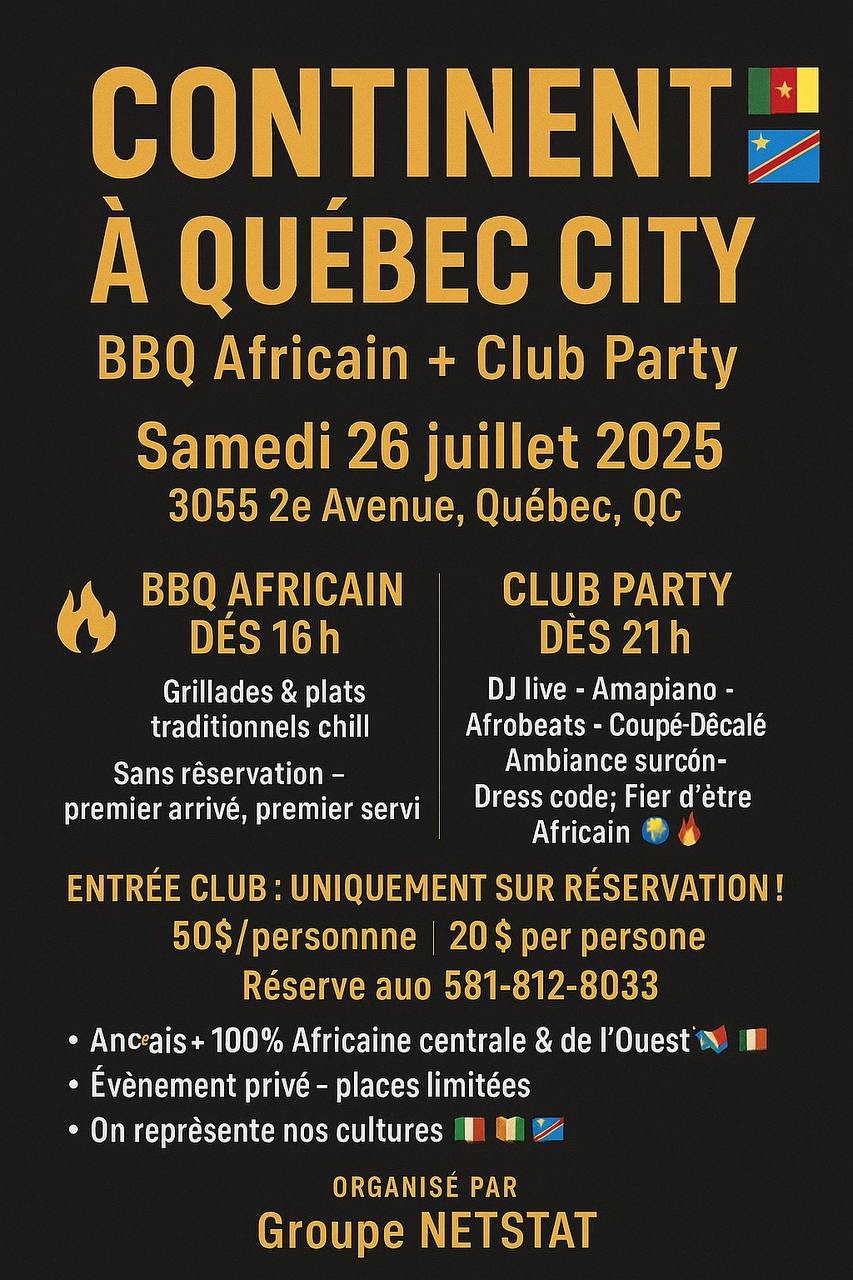 CONTINENT
À QUÉBEC CITY
BBQ Africain + Club Party
Samedi 26 juillet 2025
3055 2e Avenue, Québec, QC
BBQ AFRICAIN
DÉS 16 h
Grillades & plats
traditionnels chill
Sans rêservation –
premier arrivé, premier servi
CLUB PARTY
DÈS 21 h
DJ live - Amapiano -
Afrobeats - Coupé-Dêcalé
Ambiance surcón-
Dress code; Fier d'ètre
Africain
ENTRÉE CLUB : UNIQUEMENT SUR RÉSERVATION !
50$/personnne | 20 $ per persone
Réserve auo 581-812-8033
• Anceais + 100% Africaine centrale & de l'Ouest
• Évènement privé – places limitées
• On reprèsente nos cultures
ORGANISÉ PAR
Groupe NETSTAT